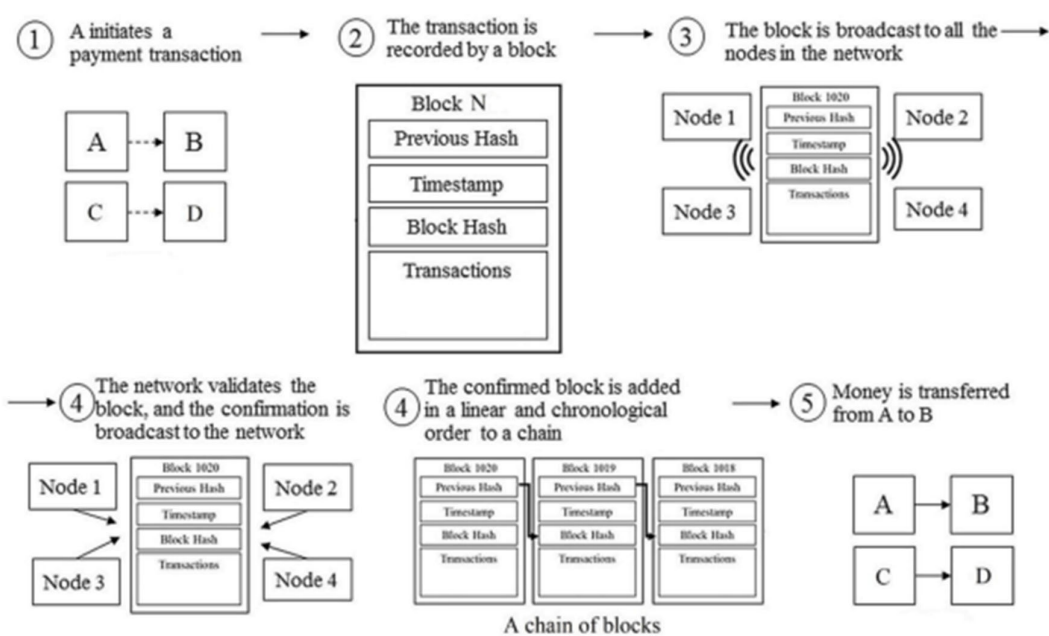 1
A initiates a
payment transaction
A
B
C
D
2
The transaction is
recorded by a block
Block N
Previous Hash
Timestamp
Block Hash
Transactions
3
The block is broadcast to all the
nodes in the network
Node 1
Node 2
Node 3
Node 4
Block 1020
Previous Hash
Timestamp
Block Hash
Transactions
4
The network validates the
block, and the confirmation is
broadcast to the network
Node 1
Node 2
Node 3
Node 4
Block 1020
Previous Hash
Timestamp
Block Hash
Transactions
4
The confirmed block is added
in a linear and chronological
order to a chain
Block 1020
Previous Hash
Timestamp
Block Hash
Transactions
Block 1019
Previous Hash
Timestamp
Block Hash
Transactions
Block 1018
Previous Hash
Timestamp
Block Hash
Transactions
A chain of blocks
5
Money is transferred
from A to B
A
B
C
D